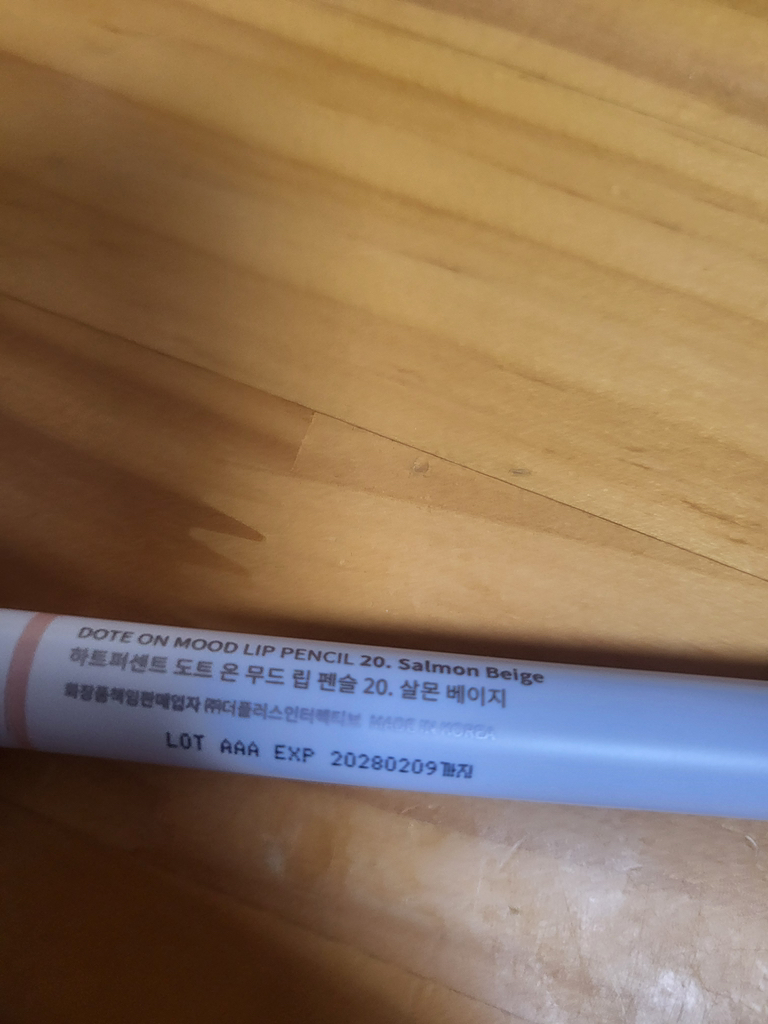 DOTE ON MOOD LIP PENCIL 20. Salmon Beige
하트퍼센트 도트 온 무드 립 펜슬 20. 살몬 베이지
화장품책임판매업자 ㈜더플러스인터랙티브 MADE IN KOREA
LOT AAA EXP 20280209까지